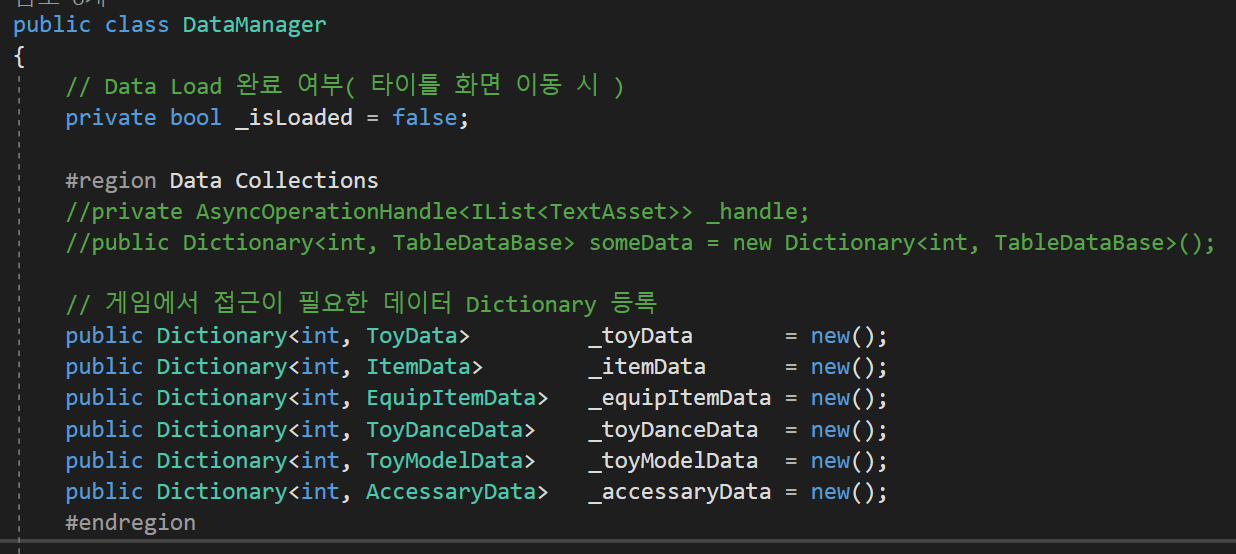 public class DataManager
{
// Data Load 완료 여부( 타이틀 화면 이동 시 )
private bool _isLoaded = false;
#region Data Collections
//private AsyncOperationHandle<IList<TextAsset>> _handle;
//public Dictionary<int, TableDataBase> someData = new Dictionary<int, TableDataBase>();
// 게임에서 접근이 필요한 데이터 Dictionary 등록
public Dictionary<int, ToyData> _toyData = new();
public Dictionary<int, ItemData> _itemData = new();
public Dictionary<int, EquipItemData> _equipItemData = new();
public Dictionary<int, ToyDanceData> _toyDanceData = new();
public Dictionary<int, ToyModelData> _toyModelData = new();
public Dictionary<int, AccessaryData> _accessaryData = new();
#endregion